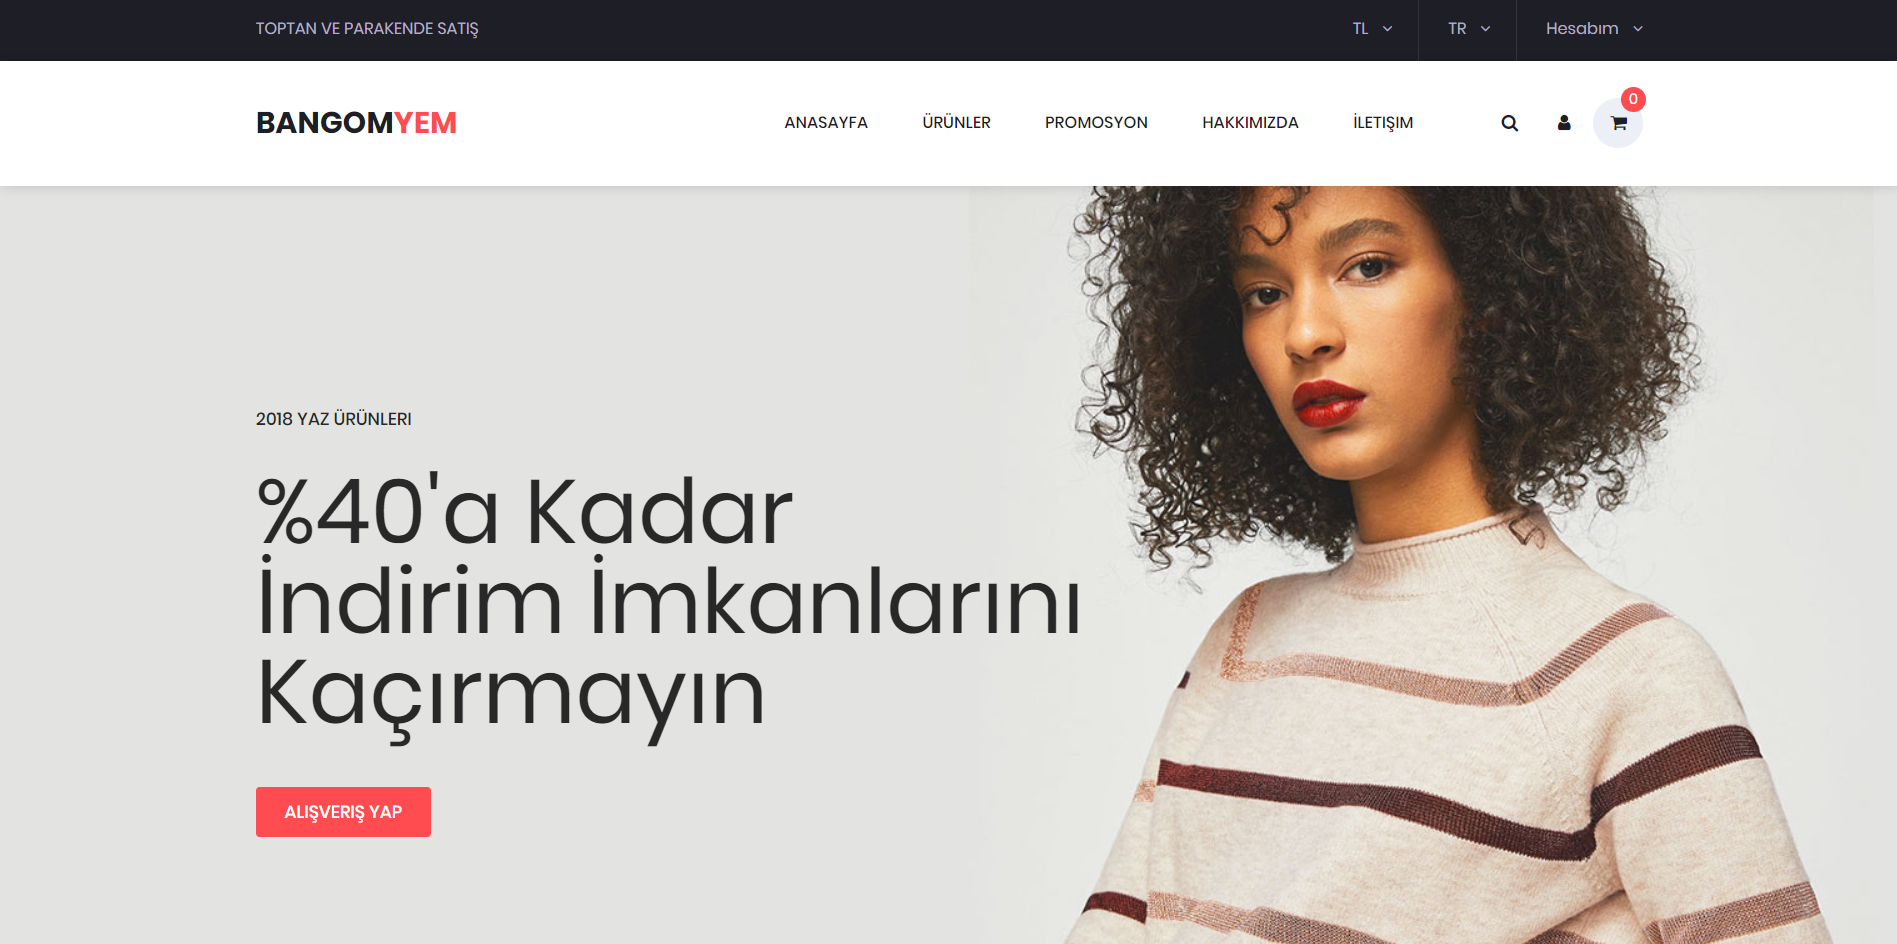 TOPTAN VE PARAKENDE SATIŞ
TL
TR
Hesabım
BANGOMYEM
ANASAYFA
ÜRÜNLER
PROMOSYON
HAKKIMIZDA
İLETIŞIM
0
2018 YAZ ÜRÜNLERI
%40'a Kadar
İndirim İmkanlarını
Kaçırmayın
ALIŞVERIŞ YAP